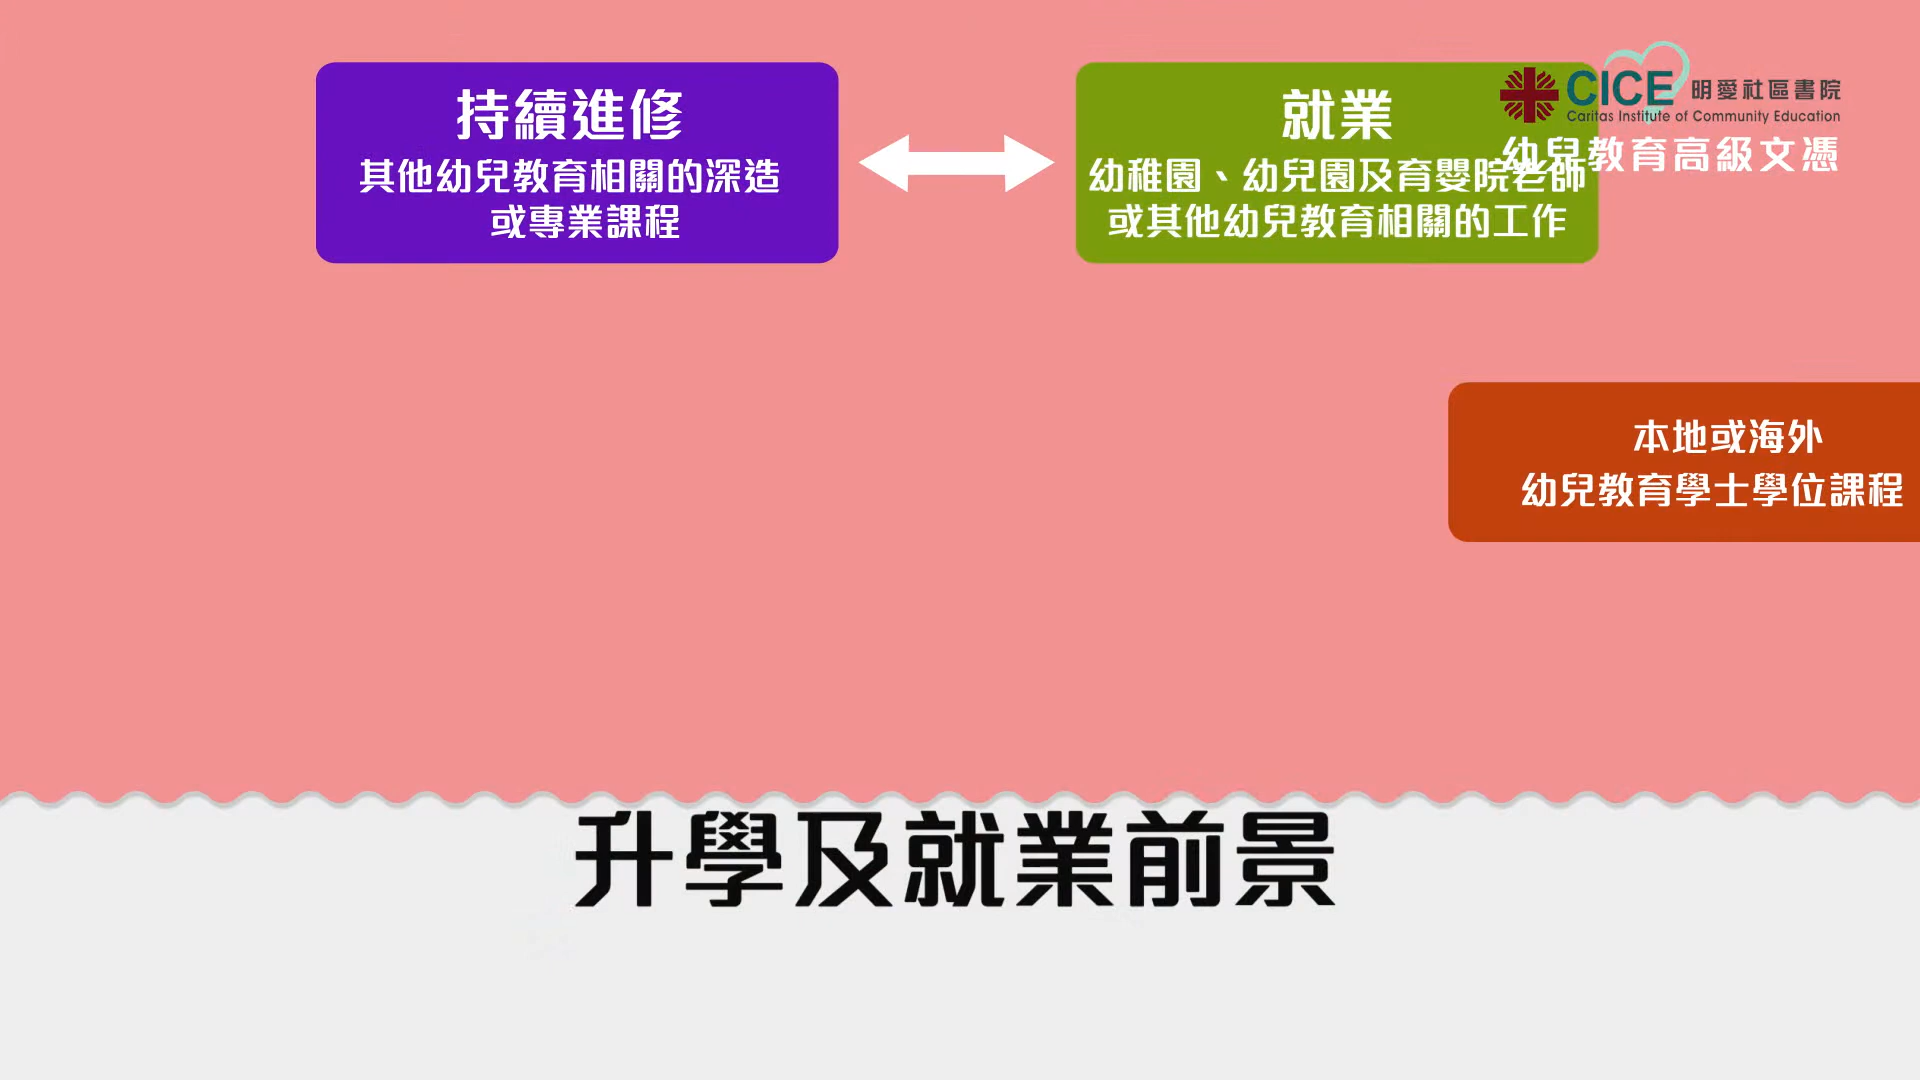 持續進修
其他幼兒教育相關的深造
或專業課程
就業
幼稚園、幼兒園及育嬰院老師
或其他幼兒教育相關的工作
CICE 明愛社區書院
Caritas Institute of Community Education
幼兒教育高級文憑
本地或海外
幼兒教育學士學位課程
升學及就業前景